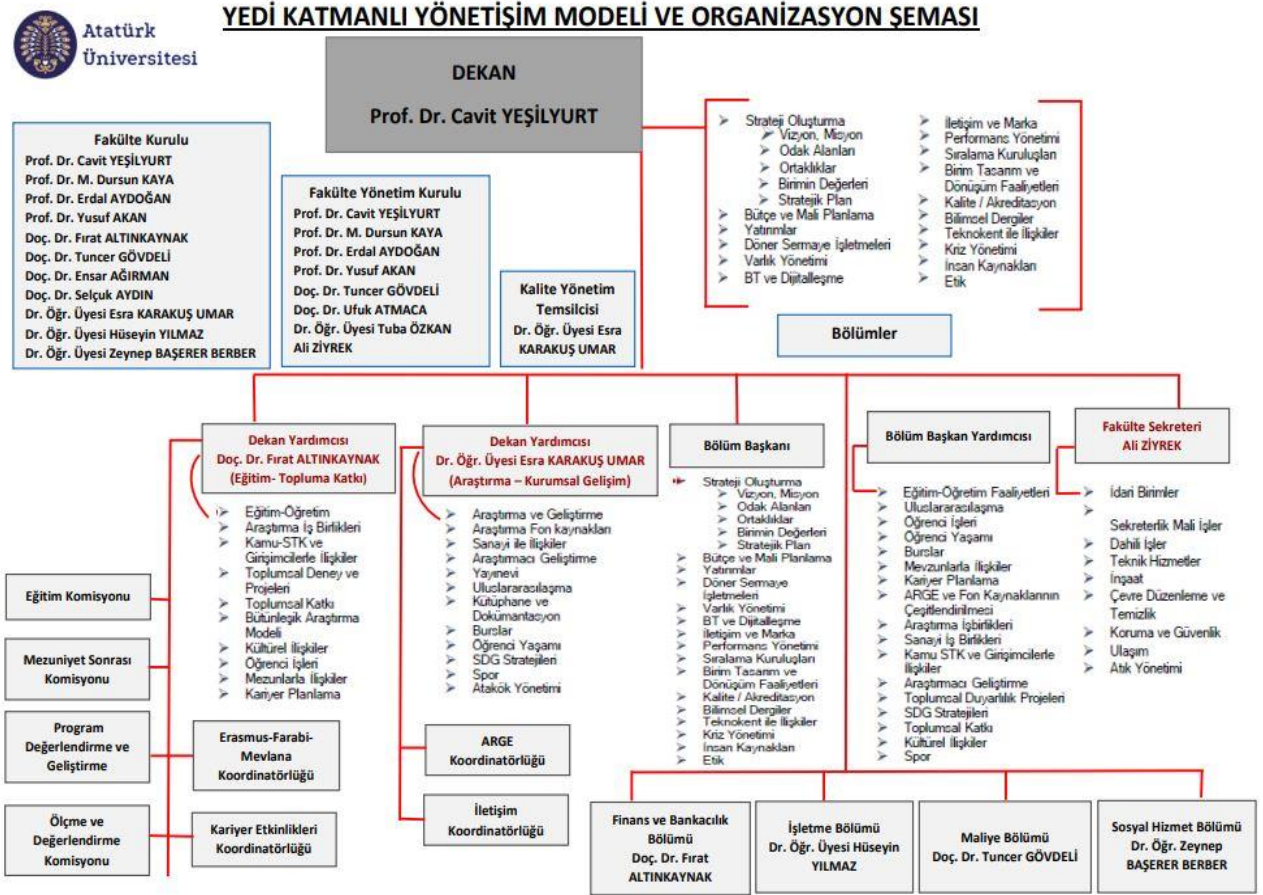 YEDİ KATMANLI YÖNETİŞİM MODELİ VE ORGANİZASYON ŞEMASI
Atatürk
Üniversitesi
DEKAN
Prof. Dr. Cavit YEŞİLYURT
Fakülte Kurulu
Prof. Dr. Cavit YEŞİLYURT
Prof. Dr. M. Dursun KAYA
Prof. Dr. Erdal AYDOĞAN
Prof. Dr. Yusuf AKAN
Doç. Dr. Fırat ALTINKAYNAK
Doç. Dr. Tuncer GÖVDELİ
Doç. Dr. Ensar AĞIRMAN
Doç. Dr. Selçuk AYDIN
Dr. Öğr. Üyesi Esra KARAKUŞ UMAR
Dr. Öğr. Üyesi Hüseyin YILMAZ
Dr. Öğr. Üyesi Zeynep BAŞERER BERBER
Fakülte Yönetim Kurulu
Prof. Dr. Cavit YEŞİLYURT
Prof. Dr. M. Dursun KAYA
Prof. Dr. Erdal AYDOĞAN
Prof. Dr. Yusuf AKAN
Doç. Dr. Tuncer GÖVDELİ
Doç. Dr. Ufuk ATMACA
Dr. Öğr. Üyesi Tuba ÖZKAN
Ali ZİYREK
Kalite Yönetim
Temsilcisi
Dr. Öğr. Üyesi Esra
KARAKUŞ UMAR
Strateji Oluşturma
Vizyon, Misyon
Odak Alanları
Ortaklıklar
Birimin Değerleri
Stratejik Plan
Bütçe ve Mali Planlama
Yatırımlar
Döner Sermaye İşletmeleri
Varlık Yönetimi
BT ve Dijitalleşme
İletişim ve Marka
Performans Yönetimi
Sıralama Kuruluşları
Birim Tasarım ve
Dönüşüm Faaliyetleri
Kalite / Akreditasyon
Bilimsel Dergiler
Teknokent ile İlişkiler
Kriz Yönetimi
İnsan Kaynakları
Etik
Bölümler
Dekan Yardımcısı
Doç. Dr. Fırat ALTINKAYNAK
(Eğitim- Topluma Katkı)
Eğitim-Öğretim
Araştırma İş Birlikleri
Kamu-STK ve
Girişimcilerle İlişkiler
Toplumsal Deney ve
Projeleri
Toplumsal Katkı
Bütünleşik Araştırma
Modeli
Kültürel İlişkiler
Öğrenci İşleri
Mezunlarla İlişkiler
Kariyer Planlama
Dekan Yardımcısı
Dr. Öğr. Üyesi Esra KARAKUŞ UMAR
(Araştırma – Kurumsal Gelişim)
Araştırma ve Geliştirme
Araştırma Fon kaynakları
Sanayi ile İlişkiler
Araştırmacı Geliştirme
Yayınevi
Uluslararasılaşma
Kütüphane ve
Dokümantasyon
Burslar
Öğrenci Yaşamı
SDG Stratejileri
Spor
Atakök Yönetimi
Bölüm Başkanı
Strateji Oluşturma
Vizyon, Misyon
Odak Alanları
Ortaklıklar
Birimin Değerleri
Stratejik Plan
Bütçe ve Mali Planlama
Yatırımlar
Döner Sermaye
İşletmeleri
Varlık Yönetimi
BT ve Dijitalleşme
İletişim ve Marka
Performans Yönetimi
Sıralama Kuruluşları
Birim Tasarım ve
Dönüşüm Faaliyetleri
Kalite / Akreditasyon
Bilimsel Dergiler
Teknokent ile İlişkiler
Kriz Yönetimi
İnsan Kaynakları
Etik
Bölüm Başkan Yardımcısı
Eğitim-Öğretim Faaliyetleri
Uluslararasılaşma
Öğrenci İşleri
Öğrenci Yaşamı
Burslar
Mevzunlarla İlişkiler
Kariyer Planlama
ARGE ve Fon Kaynaklarının
Çeşitlendirilmesi
Araştırma İşbirlikleri
Sanayi İş Birlikleri
Kamu STK ve Girişimcilerle
İlişkiler
Araştırmacı Geliştirme
Toplumsal Duyarlılık Projeleri
SDG Stratejileri
Toplumsal Katkı
Kültürel İlişkiler
Spor
Fakülte Sekreteri
Ali ZİYREK
İdari Birimler
Sekreterlik Mali İşler
Dahili İşler
Teknik Hizmetler
İnşaat
Çevre Düzenleme ve
Temizlik
Koruma ve Güvenlik
Ulaşım
Atık Yönetimi
Eğitim Komisyonu
Mezuniyet Sonrası
Komisyonu
Program
Değerlendirme ve
Geliştirme
Ölçme ve
Değerlendirme
Komisyonu
Erasmus-Farabi-
Mevlana
Koordinatörlüğü
Kariyer Etkinlikleri
Koordinatörlüğü
ARGE
Koordinatörlüğü
İletişim
Koordinatörlüğü
Finans ve Bankacılık
Bölümü
Doç. Dr. Fırat
ALTINKAYNAK
İşletme Bölümü
Dr. Öğr. Üyesi Hüseyin
YILMAZ
Maliye Bölümü
Doç. Dr. Tuncer GÖVDELİ
Sosyal Hizmet Bölümü
Dr. Öğr. Zeynep
BAŞERER BERBER